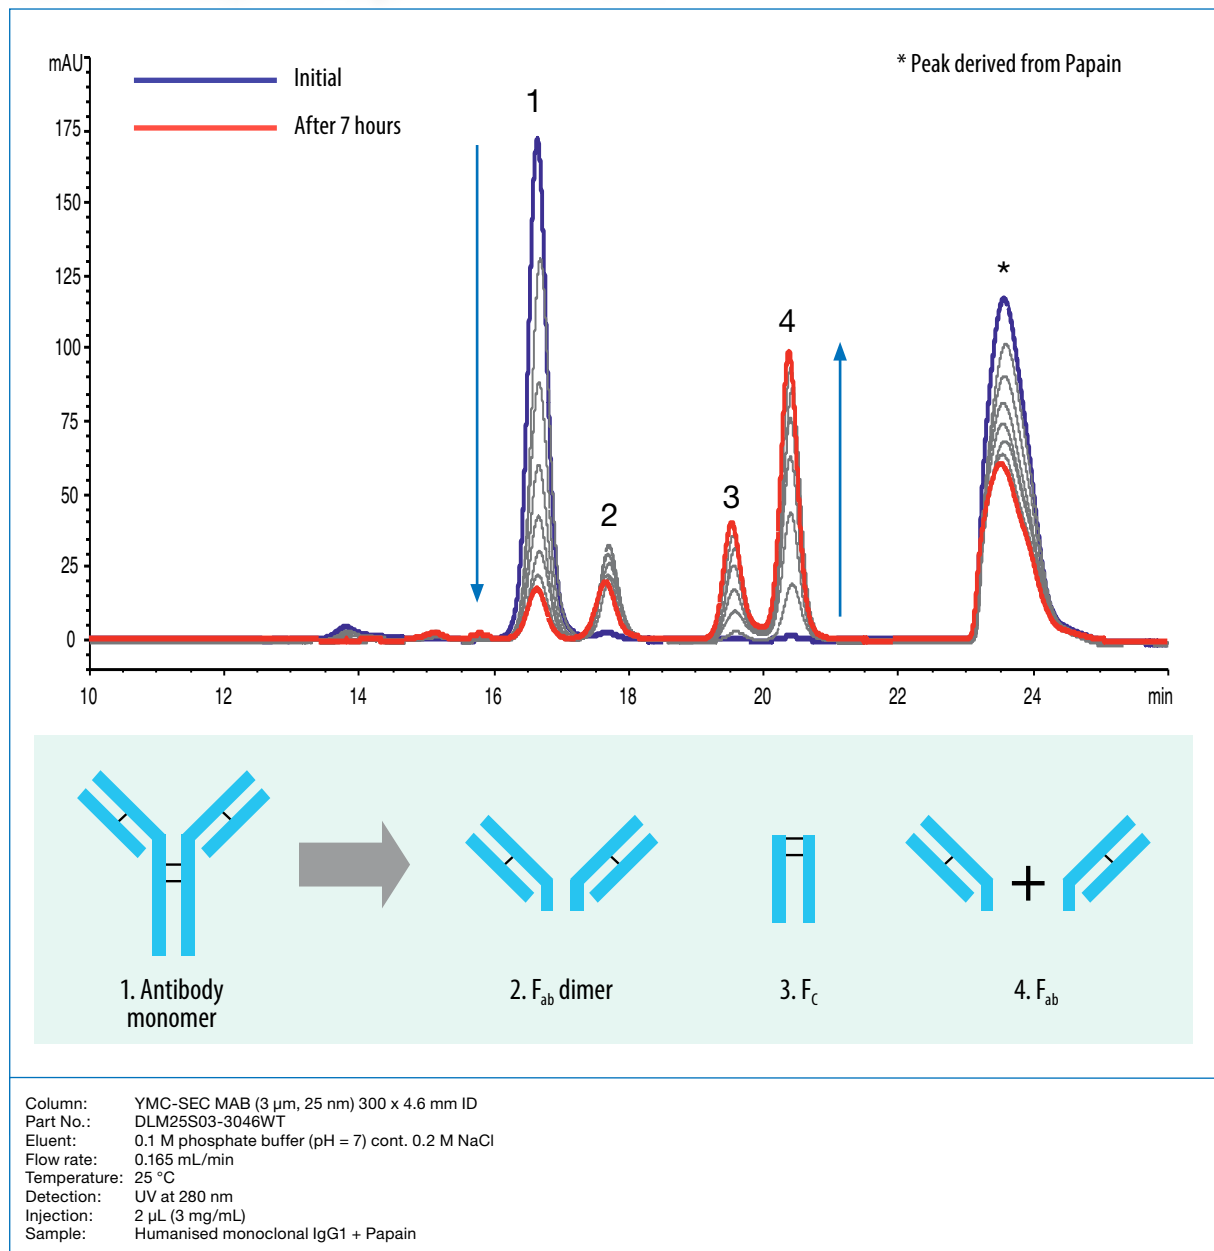 mAU
Initial
* Peak derived from Papain
After 7 hours
175
150
125
100
75
50
25
0
1
2
3
4
*
10 12 14 16 18 20 22 24 min
+
1. Antibody
monomer
2. Fab dimer
3. FC
4. Fab
Column: YMC-SEC MAB (3 µm, 25 nm) 300 x 4.6 mm ID
Part No.: DLM25S03-3046WT
Eluent: 0.1 M phosphate buffer (pH = 7) cont. 0.2 M NaCl
Flow rate: 0.165 mL/min
Temperature: 25 °C
Detection: UV at 280 nm
Injection: 2 µL (3 mg/mL)
Sample: Humanised monoclonal IgG1 + Papain